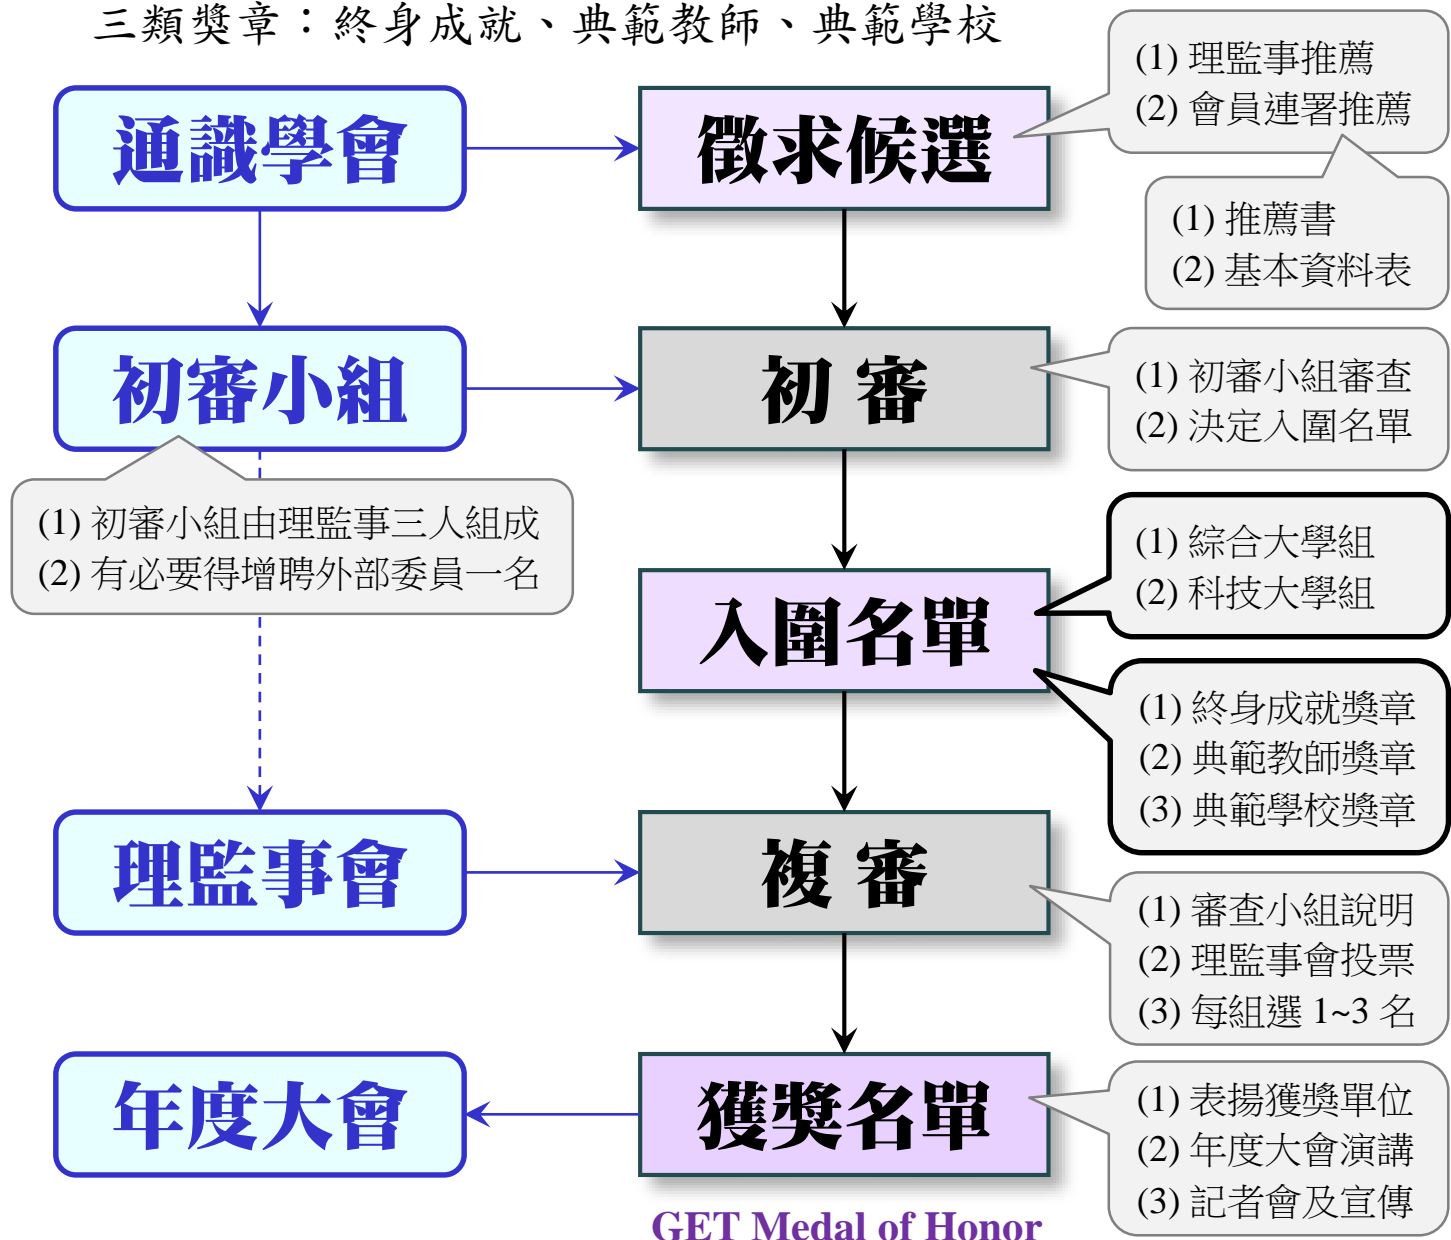 三類獎章：終身成就、典範教師、典範學校
通識學會
徵求候選
(1) 理監事推薦
(2) 會員連署推薦
(1) 推薦書
(2) 基本資料表
初審小組
初 審
(1) 初審小組審查
(2) 決定入圍名單
(1) 初審小組由理監事三人組成
(2) 有必要得增聘外部委員一名
入圍名單
(1) 綜合大學組
(2) 科技大學組
(1) 終身成就獎章
(2) 典範教師獎章
(3) 典範學校獎章
理監事會
複 審
(1) 審查小組說明
(2) 理監事會投票
(3) 每組選 1~3 名
年度大會
獲獎名單
(1) 表揚獲獎單位
(2) 年度大會演講
(3) 記者會及宣傳
GET Medal of Honor